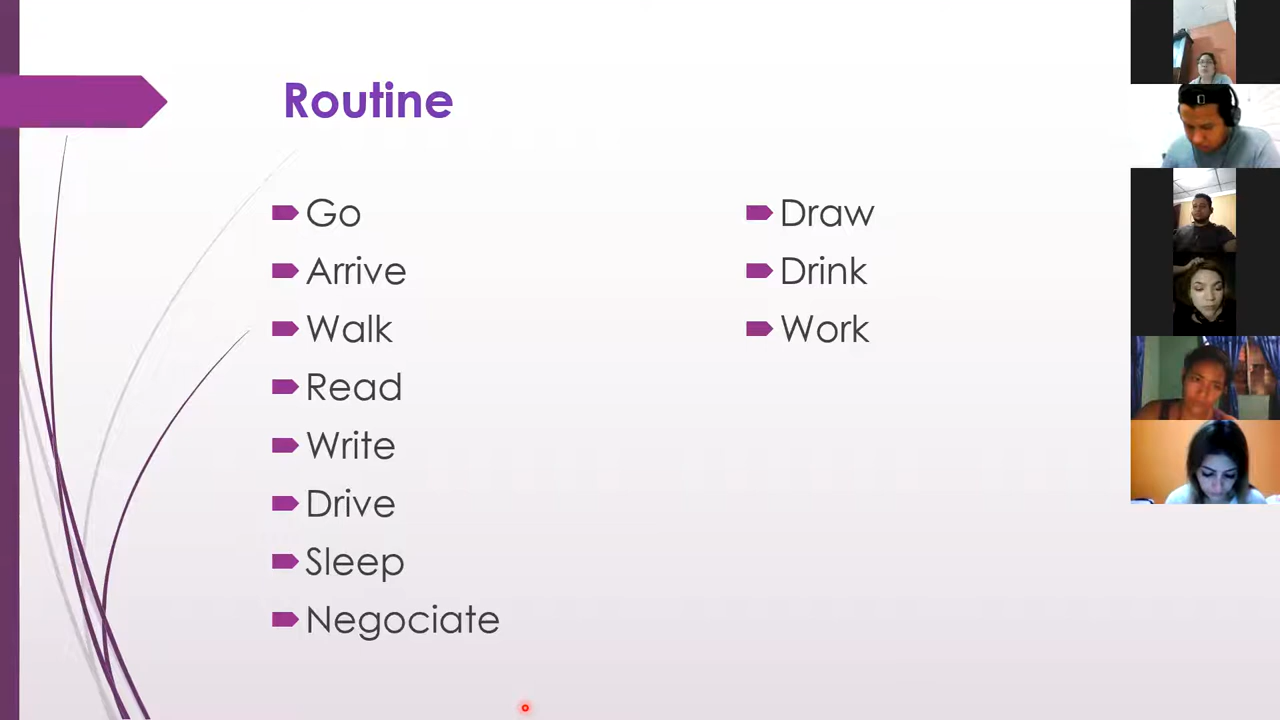 Routine
Go
Arrive
Walk
Read
Write
Drive
Sleep
Negociate
Draw
Drink
Work